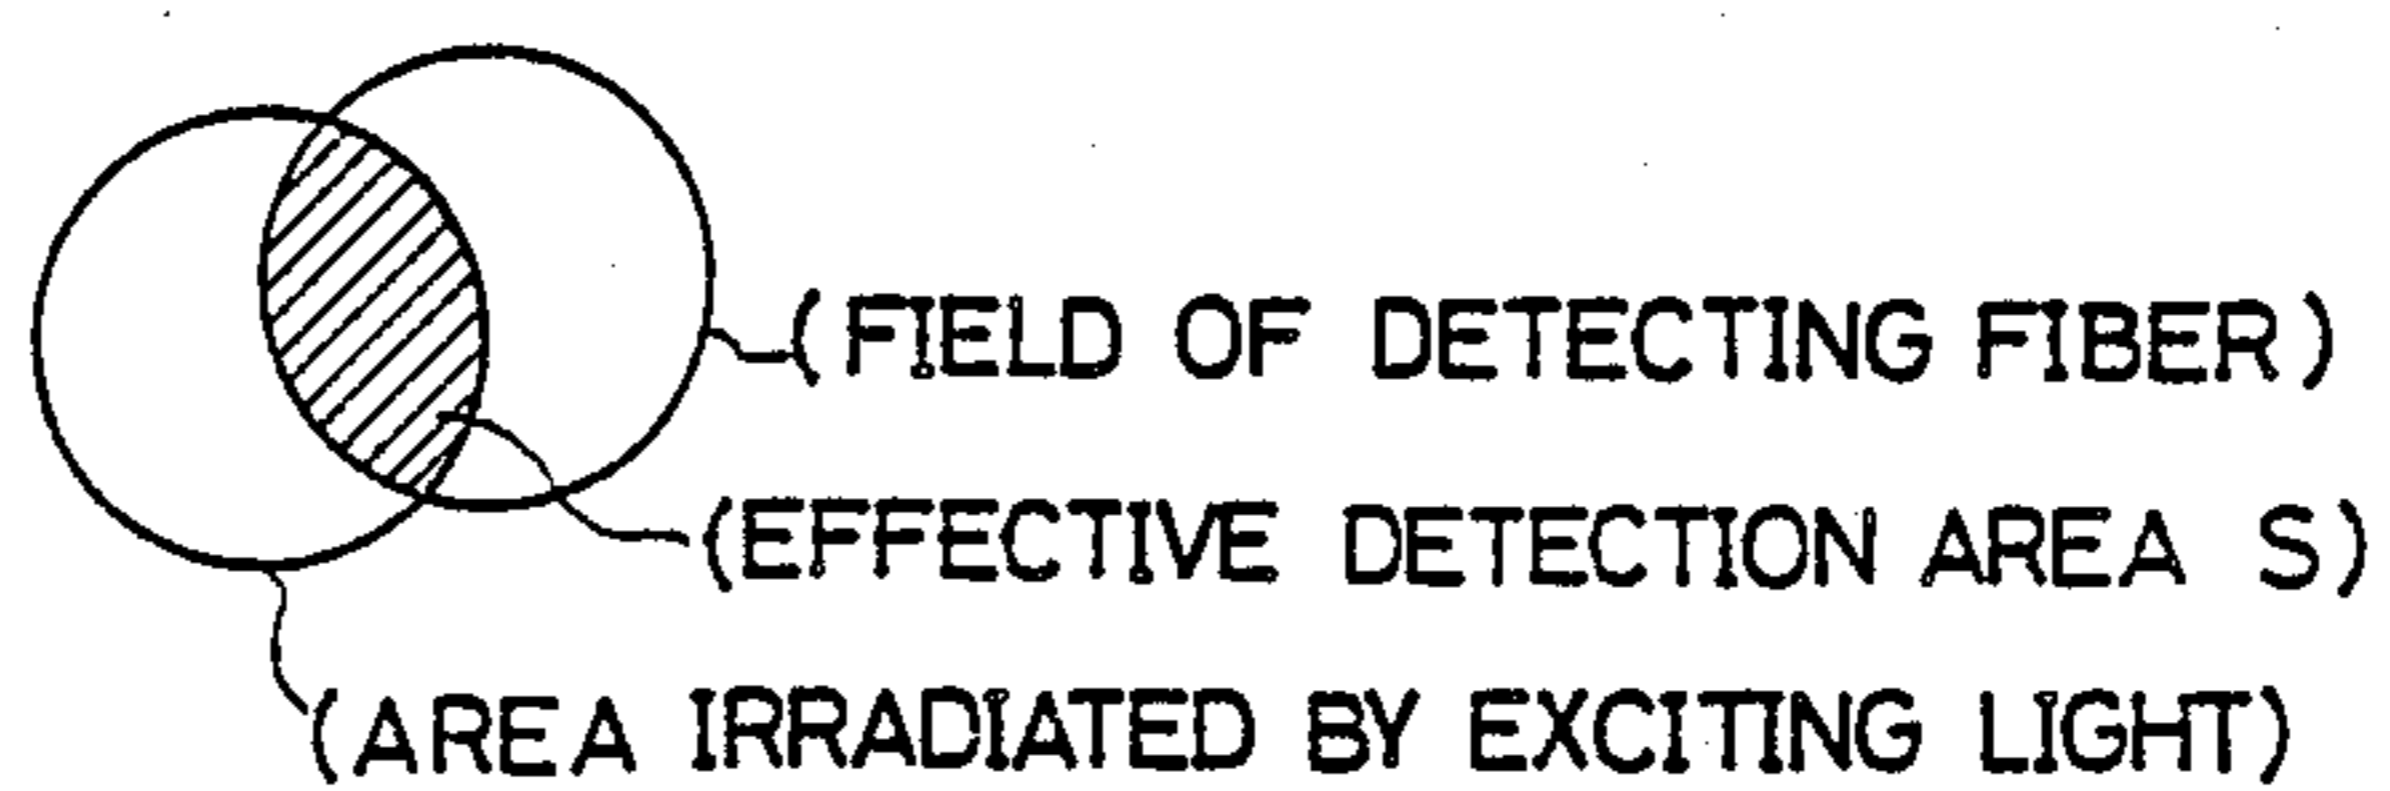 (FIELD OF DETECTING FIBER)
(EFFECTIVE DETECTION AREA S)
(AREA IRRADIATED BY EXCITING LIGHT)